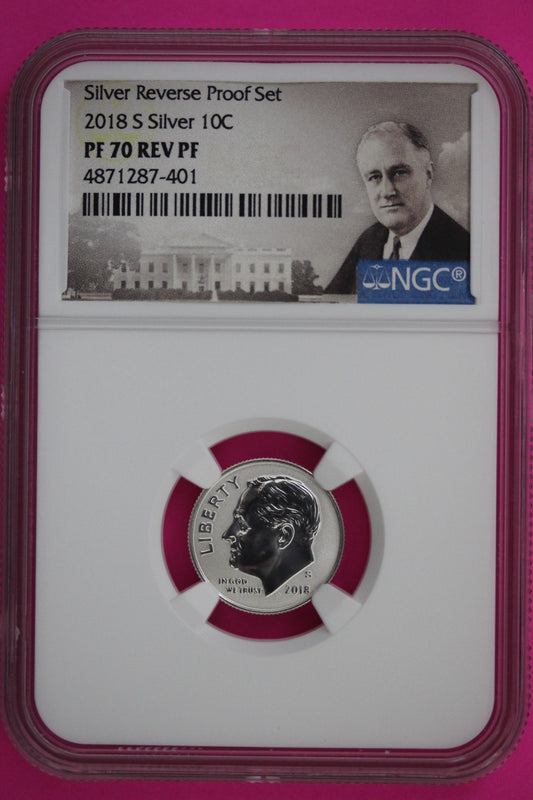 Silver Reverse Proof Set
2018 S Silver 10C
PF 70 REV PF
4871287-401
NGC®
LIBERTY
S
IN GOD
WE TRUST
2018